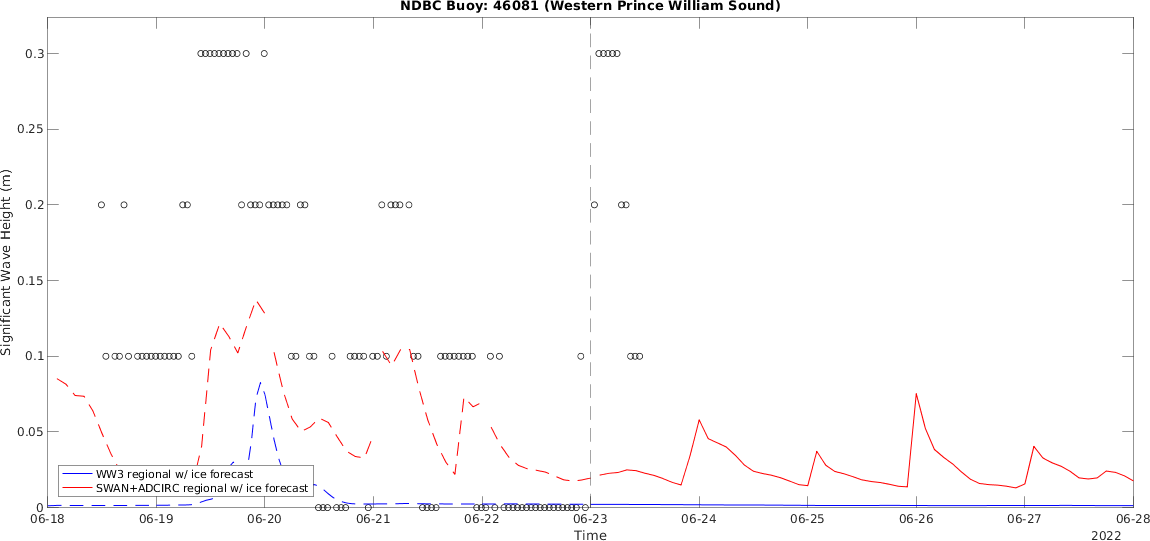 NDBC Buoy: 46081 (Western Prince William Sound)
Significant Wave Height (m)
0.3
0.25
0.2
0.15
0.1
0.05
0
WW3 regional w/ ice forecast
SWAN+ADCIRC regional w/ ice forecast
06-18 06-19 06-20 06-21 06-22 06-23 06-24 06-25 06-26 06-27 06-28
Time
2022